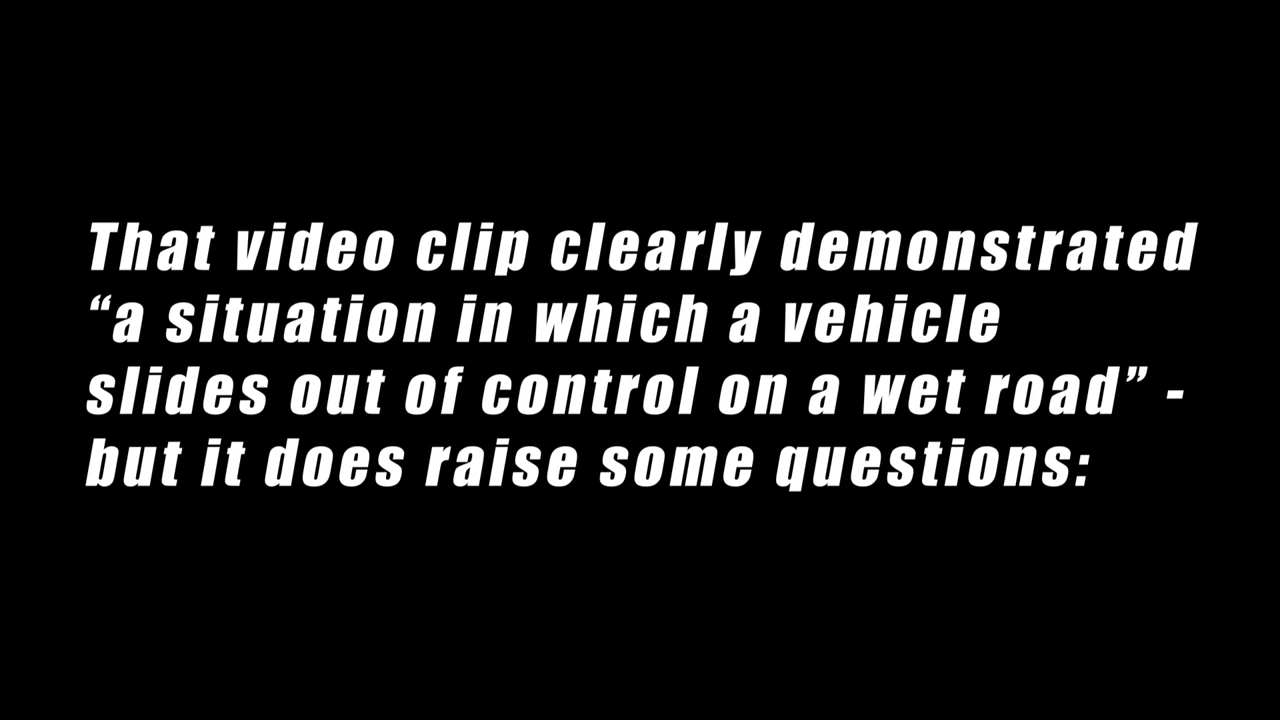 That video clip clearly demonstrated
“a situation in which a vehicle
slides out of control on a wet road” -
but it does raise some questions: